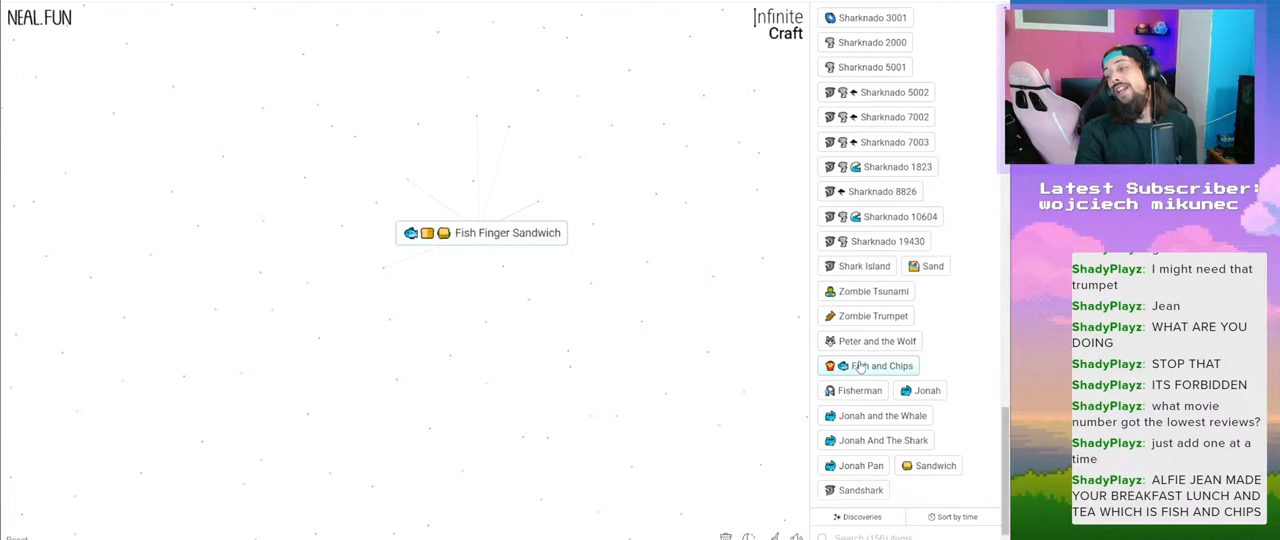 NEAL.FUN
Infinite
Craft
Fish Finger Sandwich
Sharknado 3001
Sharknado 2000
Sharknado 5001
Sharknado 5002
Sharknado 7002
Sharknado 7003
Sharknado 1823
Sharknado 8826
Sharknado 10604
Sharknado 19430
Shark Island Sand
Zombie Tsunami
Zombie Trumpet
Peter and the Wolf
Fish and Chips
Fisherman Jonah
Jonah and the Whale
Jonah And The Shark
Jonah Pan Sandwich
Sandshark
Discoveries Sort by time
Search (156) items
Reset
Latest Subscriber:
wojciech mikunec
ShadyPlayz: I might need that
trumpet
ShadyPlayz: Jean
ShadyPlayz: WHAT ARE YOU
DOING
ShadyPlayz: STOP THAT
ShadyPlayz: ITS FORBIDDEN
ShadyPlayz: what movie
number got the lowest reviews?
ShadyPlayz: just add one at a
time
ShadyPlayz: ALFIE JEAN MADE
YOUR BREAKFAST LUNCH AND
TEA WHICH IS FISH AND CHIPS